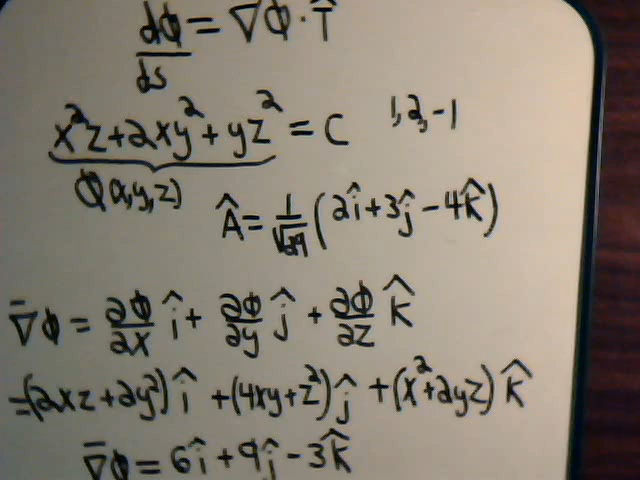 dΦ/ds = ∇Φ · T̂
x²z + 2xy² + yz² = C 1, 2, -1
Φ(x,y,z)
Â = 1/√29 (2î + 3ĵ - 4k̂)
∇̄Φ = ∂Φ/∂x î + ∂Φ/∂y ĵ + ∂Φ/∂z k̂
= (2xz + 2y²) î + (4xy + z²) ĵ + (x² + 2yz) k̂
∇̄Φ = 6î + 9ĵ - 3k̂